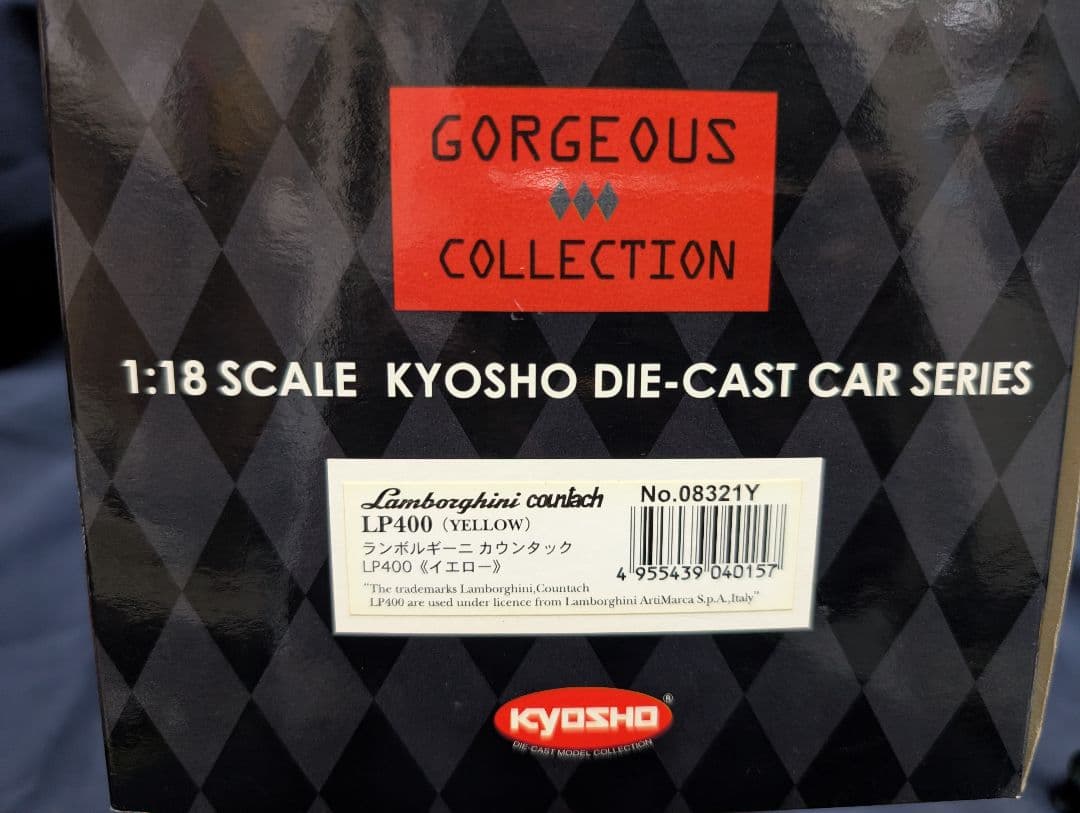 GORGEOUS
COLLECTION
1:18 SCALE KYOSHO DIE-CAST CAR SERIES
Lamborghini countach
LP400 (YELLOW)
ランボルギーニ カウンタック
LP400《イエロー》
"The trademarks Lamborghini,Countach
LP400 are used under licence from Lamborghini ArtiMarca S.p.A.,Italy"
No.08321Y
4 955439 040157
KYOSHO ®
DIE-CAST MODEL COLLECTION